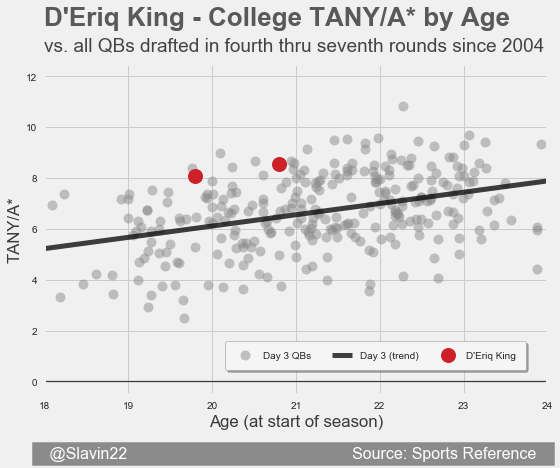 D'Eriq King - College TANY/A* by Age
vs. all QBs drafted in fourth thru seventh rounds since 2004
12
10
8
6
4
2
0
TANY/A*
Day 3 QBs
Day 3 (trend)
D'Eriq King
18 19 20 21 22 23 24
Age (at start of season)
@Slavin22
Source: Sports Reference